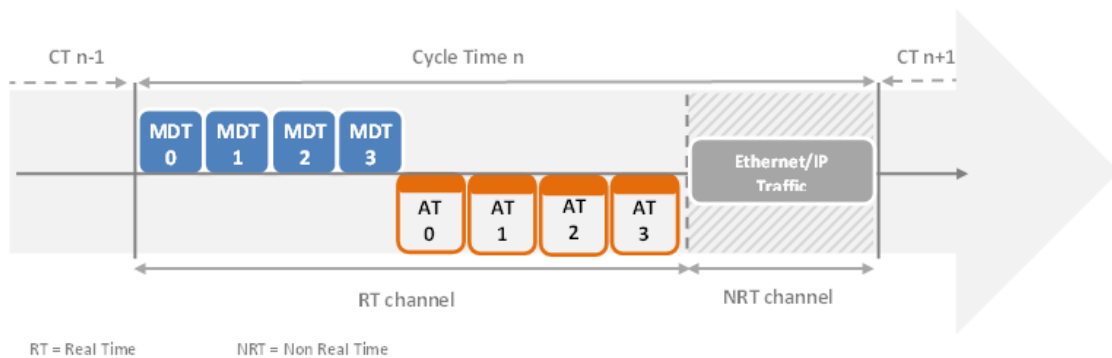 CT n-1
Cycle Time n
CT n+1
MDT
0
MDT
1
MDT
2
MDT
3
Ethernet/IP
Traffic
AT
0
AT
1
AT
2
AT
3
RT channel
NRT channel
RT = Real Time
NRT = Non Real Time